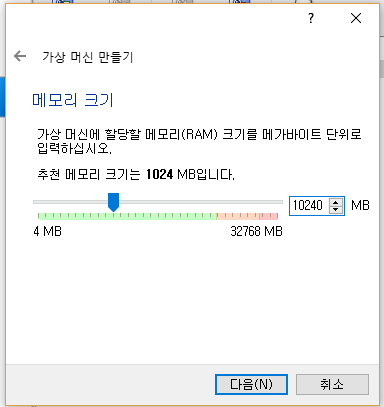 ?
가상 머신 만들기
메모리 크기
가상 머신에 할당할 메모리(RAM) 크기를 메가바이트 단위로
입력하십시오.
추천 메모리 크기는 1024 MB입니다.
10240 MB
4 MB 32768 MB
다음(N) 취소